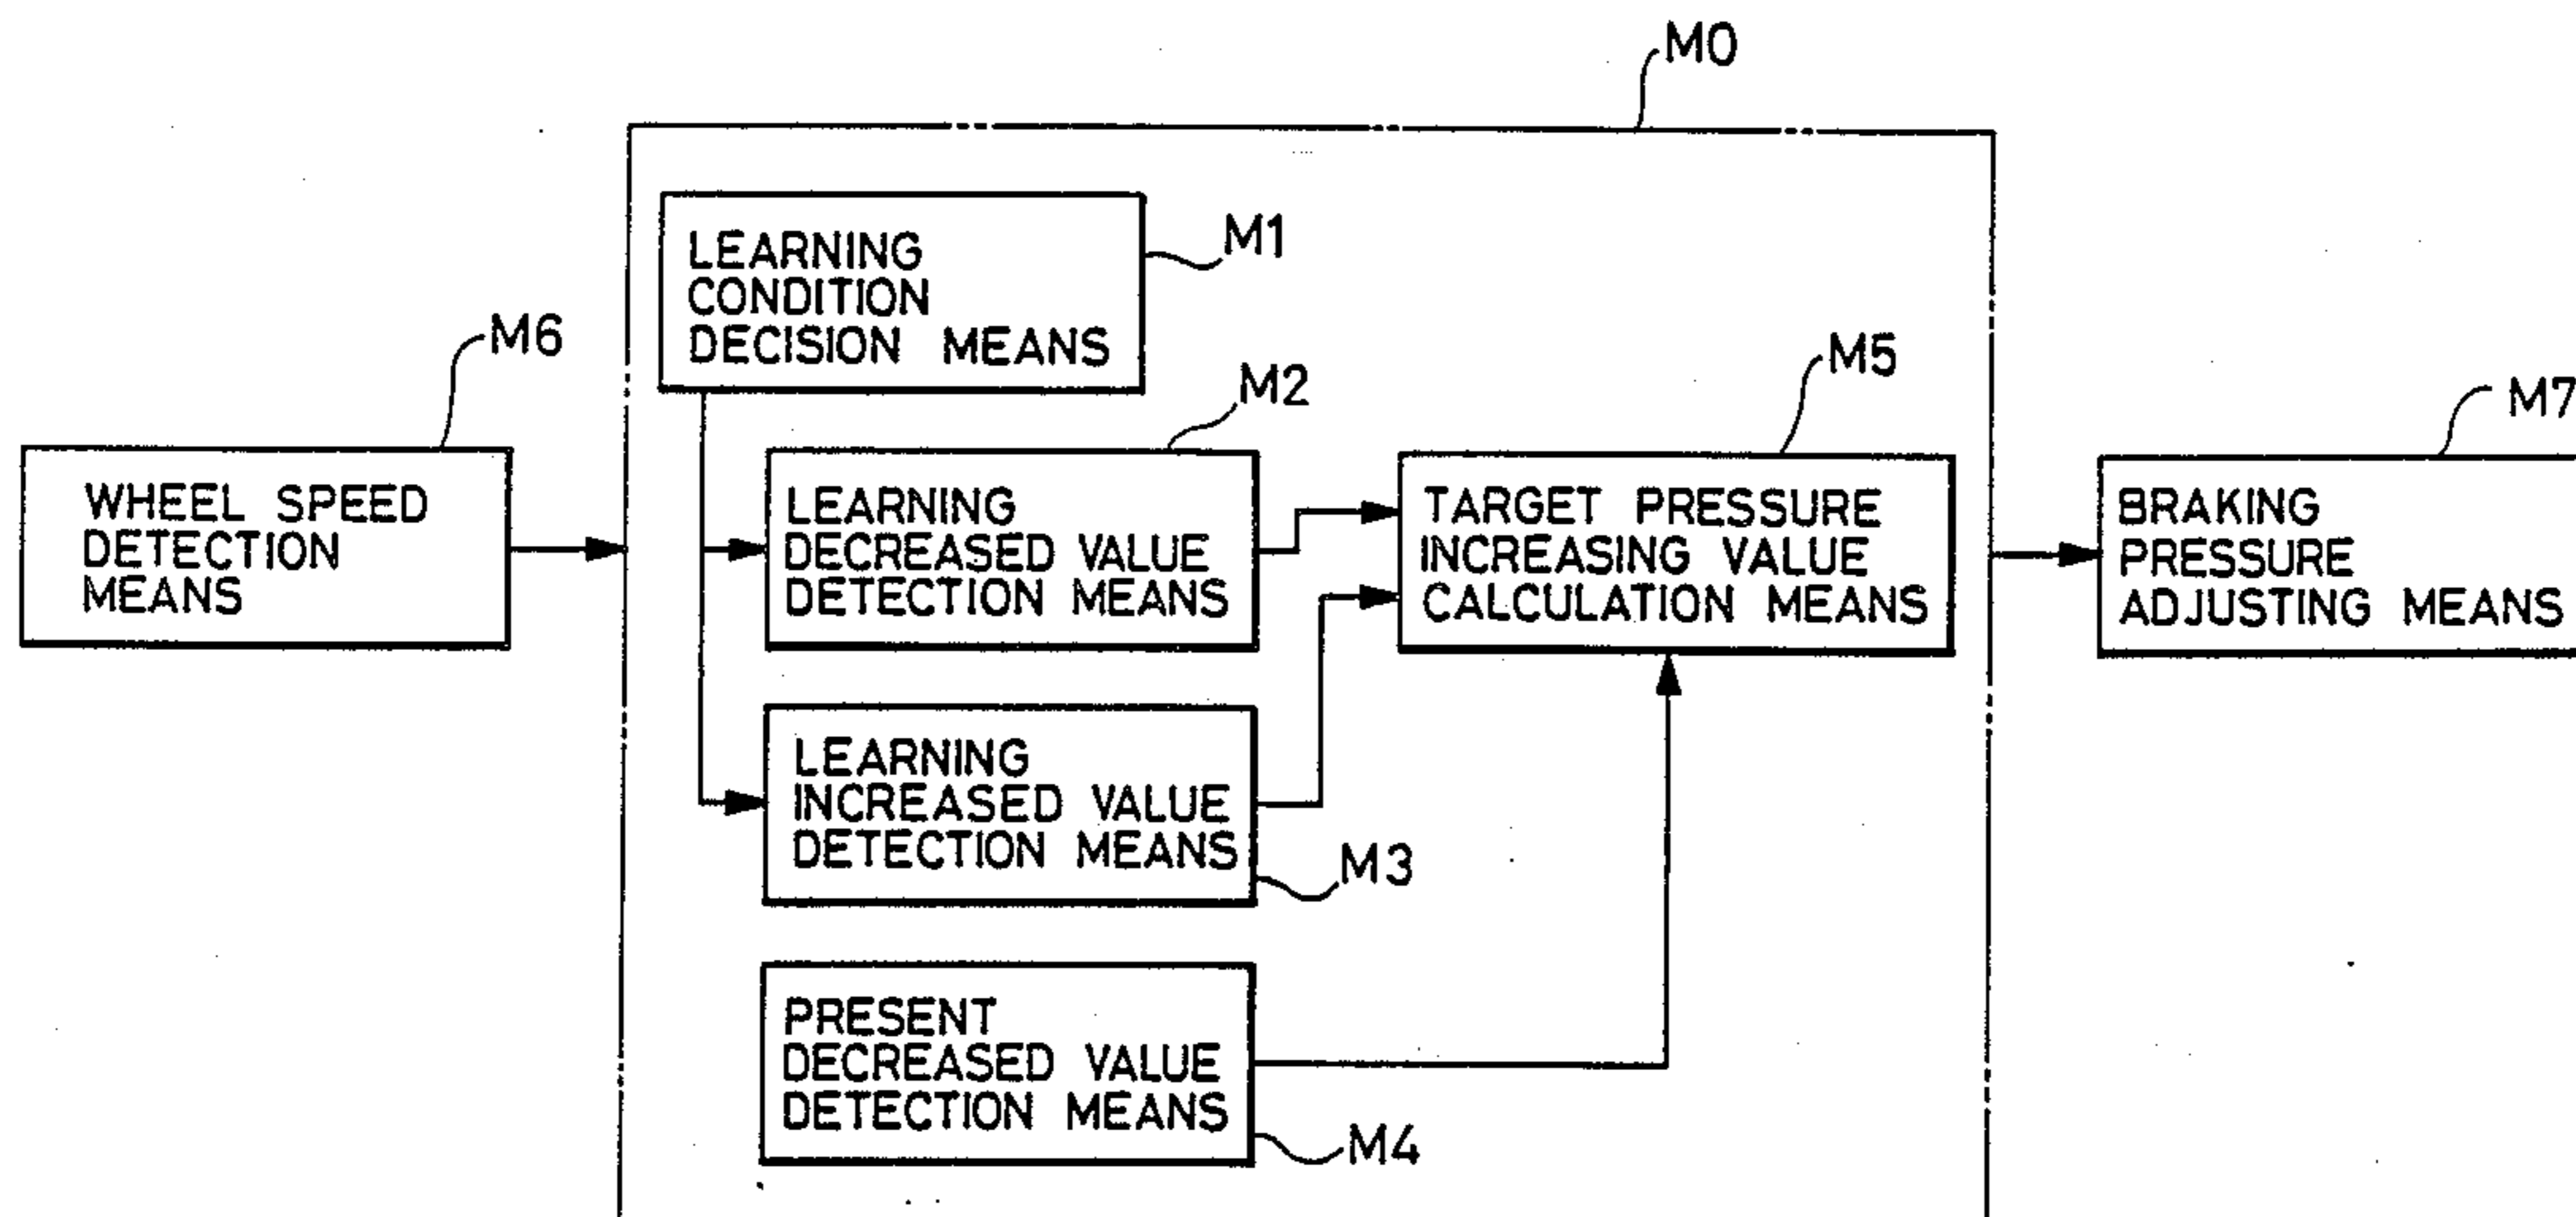 M0
LEARNING
CONDITION
DECISION MEANS
M1
M6
WHEEL SPEED
DETECTION
MEANS
M2
LEARNING
DECREASED VALUE
DETECTION MEANS
M5
TARGET PRESSURE
INCREASING VALUE
CALCULATION MEANS
M7
BRAKING
PRESSURE
ADJUSTING MEANS
LEARNING
INCREASED VALUE
DETECTION MEANS
M3
PRESENT
DECREASED VALUE
DETECTION MEANS
M4